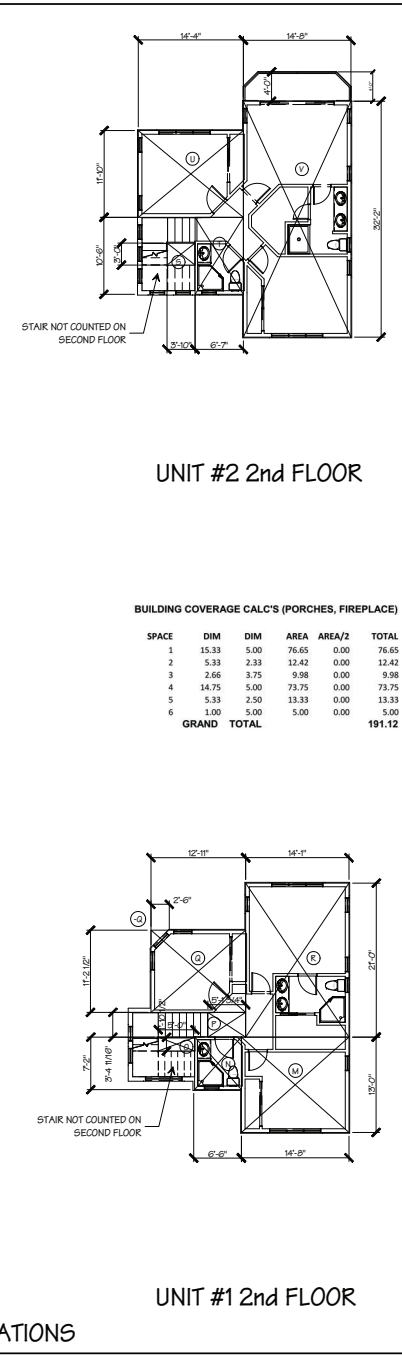 14'-4" 14'-8"
4'-0"
11'-10"
U
V
32'-2"
10'-6"
3'-0"
T
S
STAIR NOT COUNTED ON
SECOND FLOOR
3'-10" 6'-7"
UNIT #2 2nd FLOOR
BUILDING COVERAGE CALC'S (PORCHES, FIREPLACE)
SPACE DIM DIM AREA AREA/2 TOTAL
1 15.33 5.00 76.65 0.00 76.65
2 5.33 2.33 12.42 0.00 12.42
3 2.66 3.75 9.98 0.00 9.98
4 14.75 5.00 73.75 0.00 73.75
5 5.33 2.50 13.33 0.00 13.33
6 1.00 5.00 5.00 0.00 5.00
GRAND TOTAL 191.12
12'-11" 14'-1"
2'-6"
-Q
11'-2 1/2"
Q
R
21'-0"
5'-0"
P
7'-2"
3'-4 11/16"
N
M
13'-0"
STAIR NOT COUNTED ON
SECOND FLOOR
6'-6" 14'-8"
UNIT #1 2nd FLOOR
ATIONS